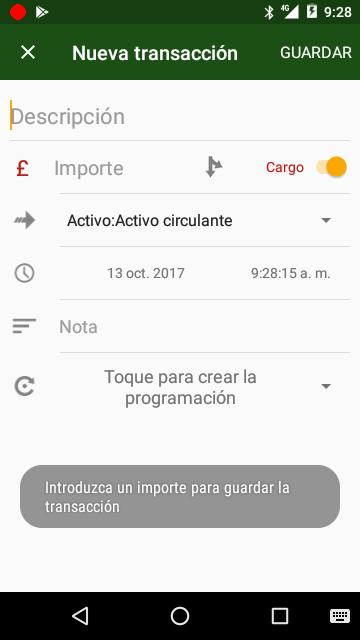 4G 9:28
Nueva transacción GUARDAR
Descripción
£ Importe Cargo
Activo:Activo circulante
13 oct. 2017 9:28:15 a. m.
Nota
Toque para crear la
programación
Introduzca un importe para guardar la
transacción